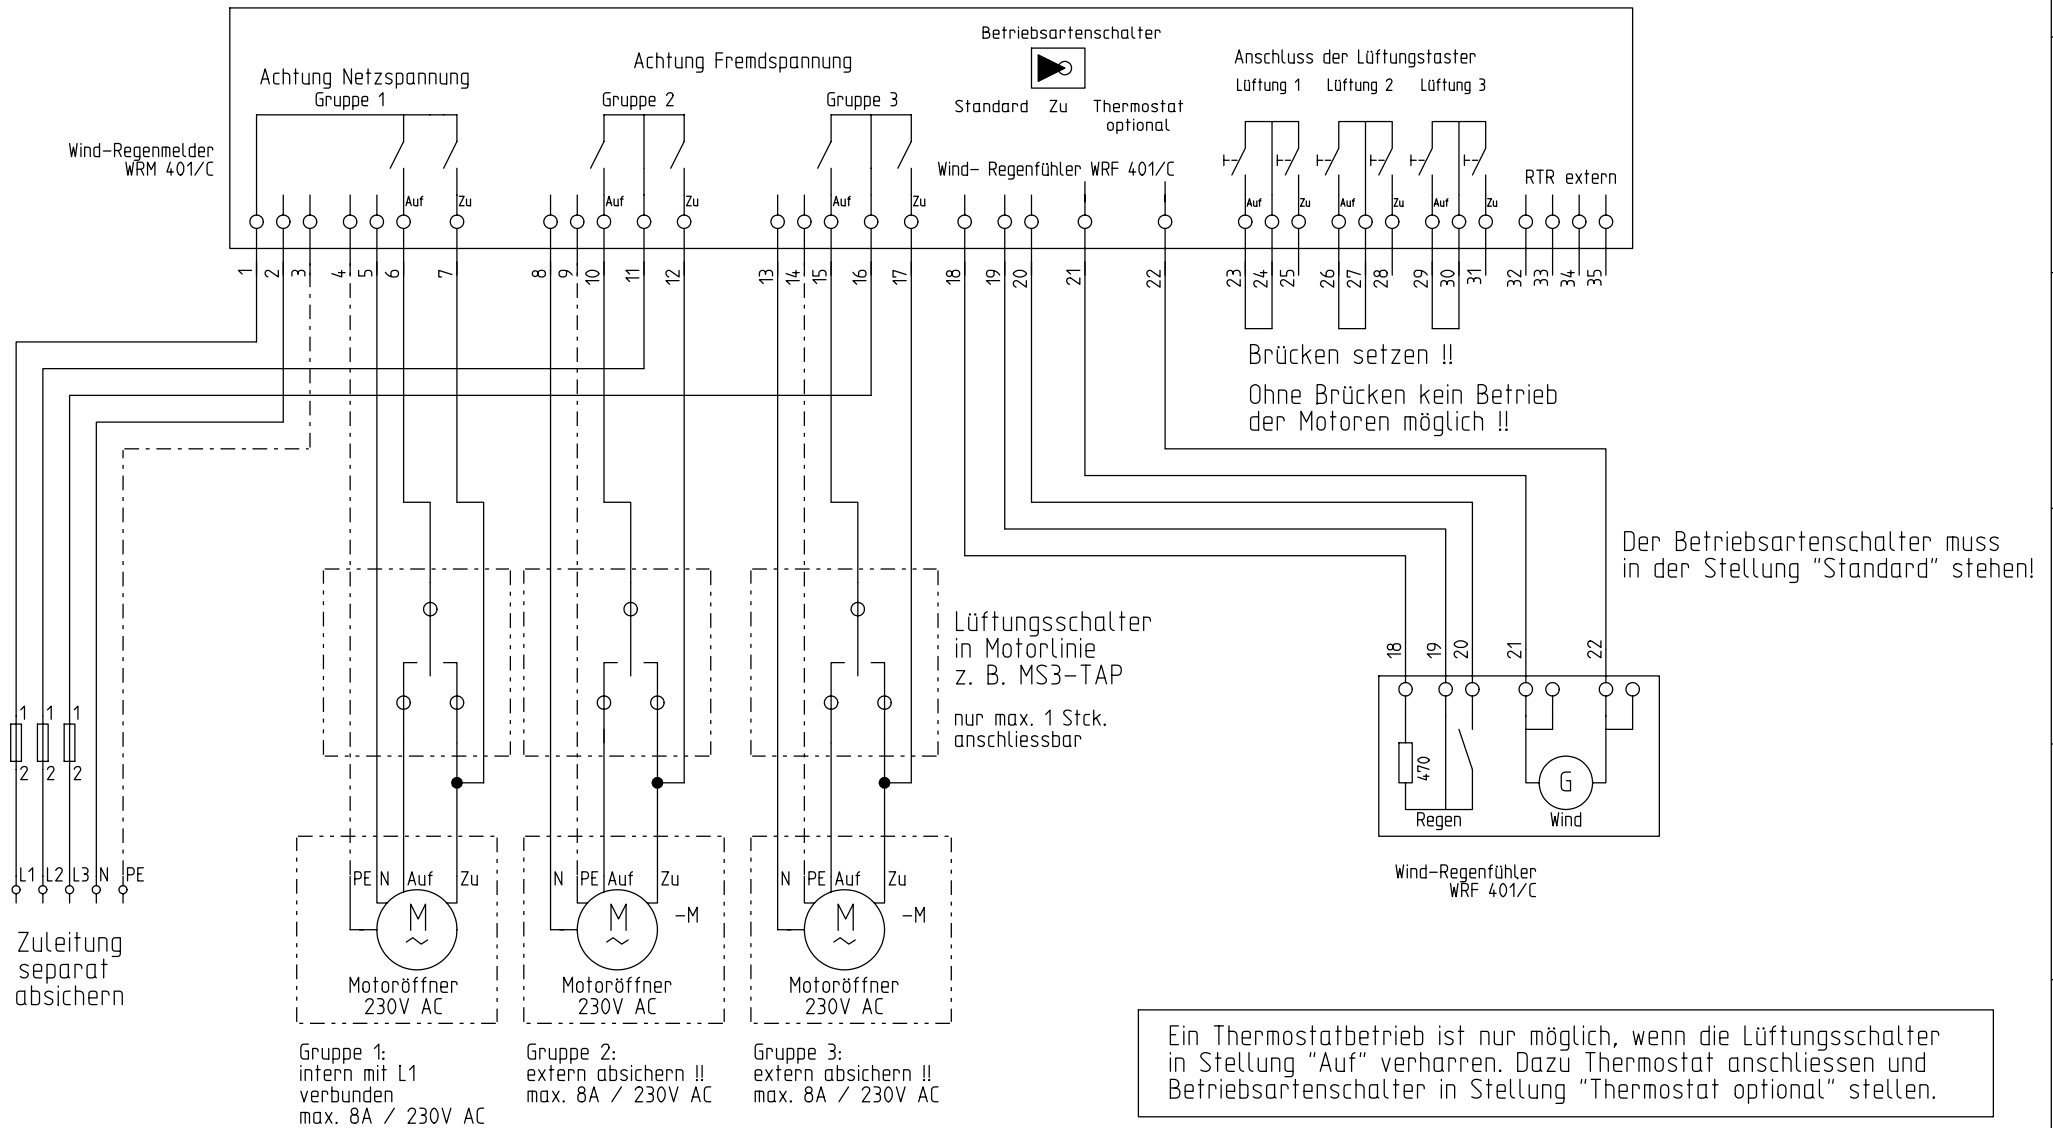 Betriebsartenschalter
Achtung Netzspannung
Achtung Fremdspannung
Anschluss der Lüftungstaster
Gruppe 1
Gruppe 2
Gruppe 3
Standard Zu Thermostat
optional
Lüftung 1 Lüftung 2 Lüftung 3
Wind-Regenmelder
WRM 401/C
Wind- Regenfühler WRF 401/C
RTR extern
Auf Zu Auf Zu Auf Zu Auf Zu Auf Zu Auf Zu
1 2 3 4 5 6 7 8 9 10 11 12 13 14 15 16 17 18 19 20 21 22 23 24 25 26 27 28 29 30 31 32 33 34 35
Brücken setzen !!
Ohne Brücken kein Betrieb
der Motoren möglich !!
Der Betriebsartenschalter muss
in der Stellung "Standard" stehen!
Lüftungsschalter
in Motorlinie
z. B. MS3-TAP
nur max. 1 Stck.
anschliessbar
18 19 20 21 22
470
G
Regen
Wind
Wind-Regenfühler
WRF 401/C
1 1 1
2 2 2
L1 L2 L3 N PE
Zuleitung
separat
absichern
PE N Auf Zu
M
~
Motoröffner
230V AC
Gruppe 1:
intern mit L1
verbunden
max. 8A / 230V AC
N PE Auf Zu
M
~
-M
Motoröffner
230V AC
Gruppe 2:
extern absichern !!
max. 8A / 230V AC
N PE Auf Zu
M
~
-M
Motoröffner
230V AC
Gruppe 3:
extern absichern !!
max. 8A / 230V AC
Ein Thermostatbetrieb ist nur möglich, wenn die Lüftungsschalter
in Stellung "Auf" verharren. Dazu Thermostat anschliessen und
Betriebsartenschalter in Stellung "Thermostat optional" stellen.